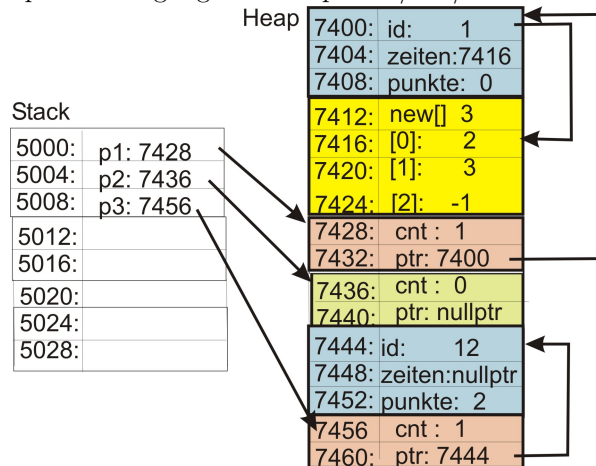 Heap
7400: id: 1
7404: zeiten:7416
7408: punkte: 0
7412: new[] 3
7416: [0]: 2
7420: [1]: 3
7424: [2]: -1
7428: cnt : 1
7432: ptr: 7400
7436: cnt : 0
7440: ptr: nullptr
7444: id: 12
7448: zeiten:nullptr
7452: punkte: 2
7456 cnt : 1
7460: ptr: 7444
Stack
5000: p1: 7428
5004: p2: 7436
5008: p3: 7456
5012:
5016:
5020:
5024:
5028: